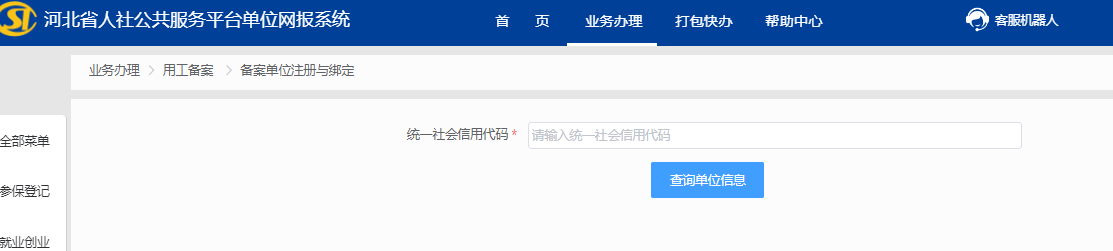 河北省人社公共服务平台单位网报系统 首 页 业务办理 打包快办 帮助中心 客服机器人
业务办理 > 用工备案 > 备案单位注册与绑定
统一社会信用代码 * 请输入统一社会信用代码
全部菜单
查询单位信息
参保登记
就业创业